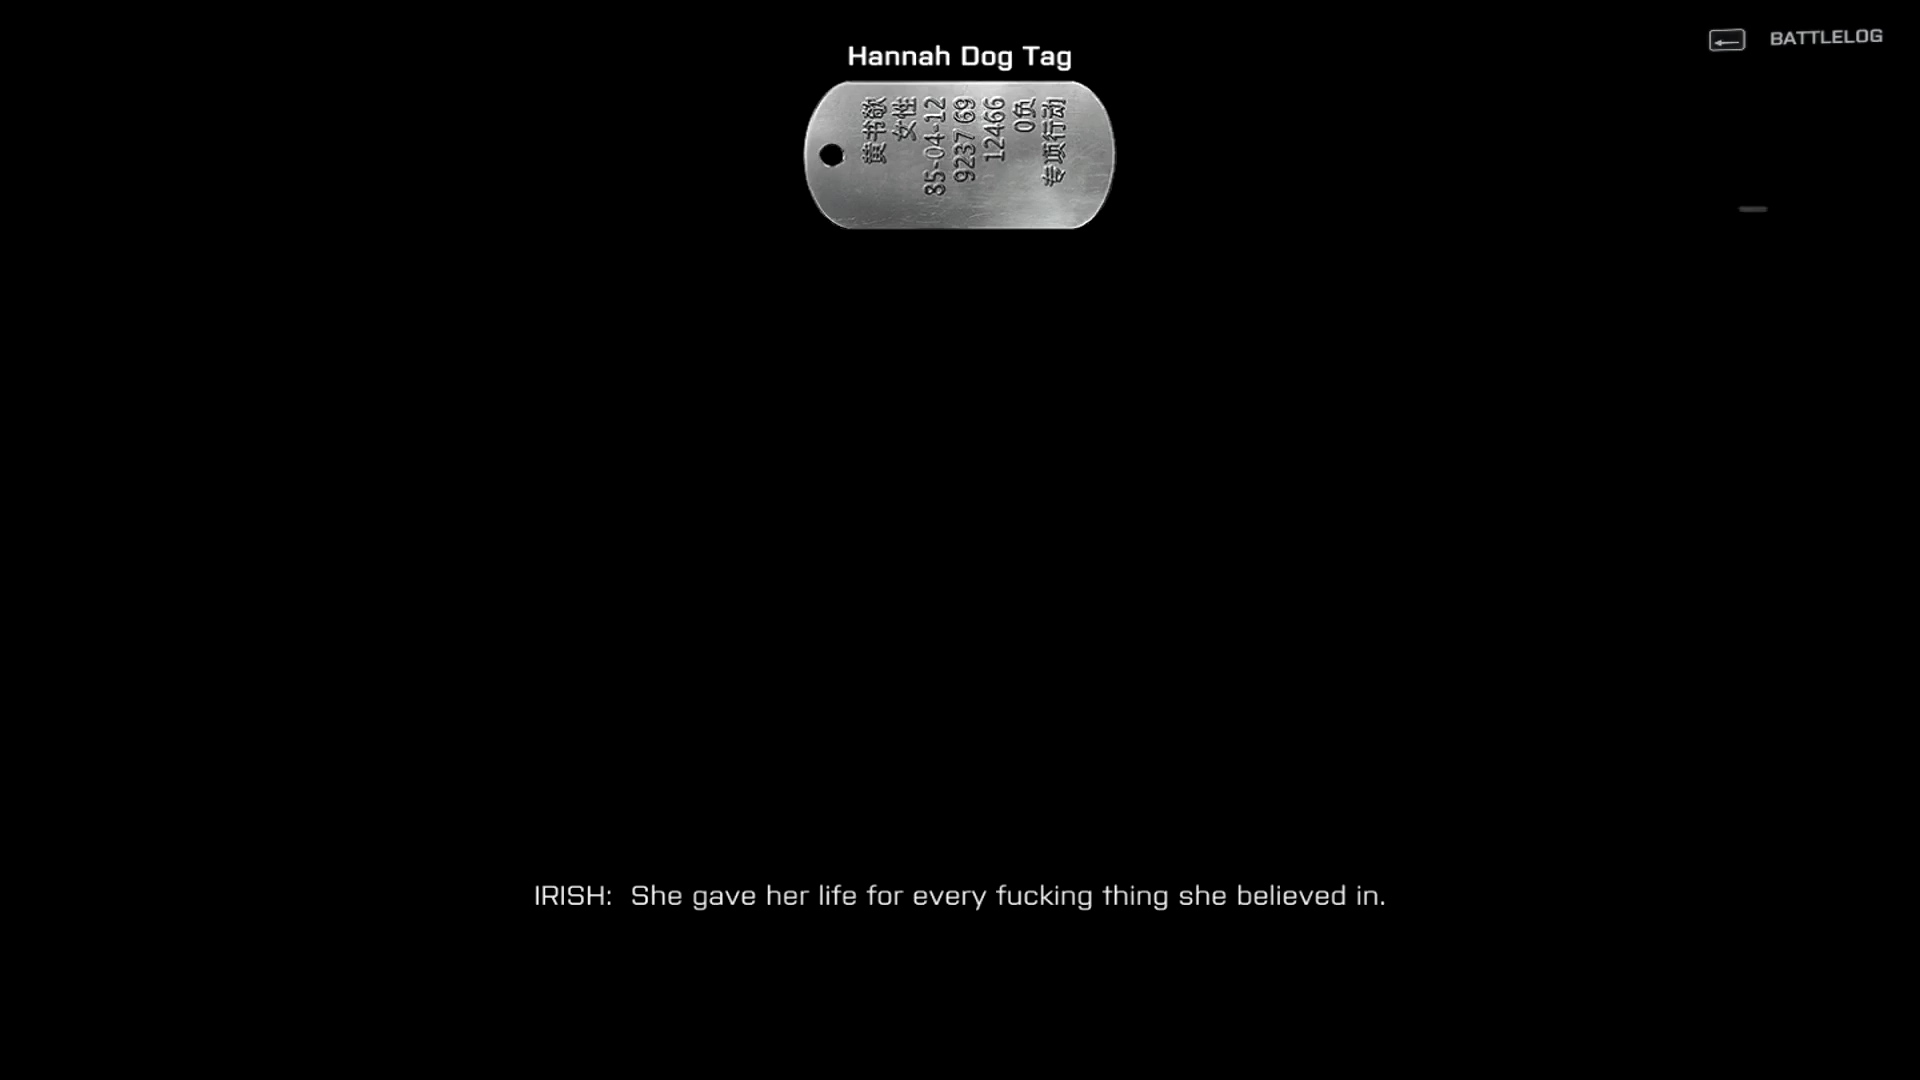 Hannah Dog Tag
BATTLELOG
黄书敬
女性
85-04-12
9237 69
12466
0负
专项行动
IRISH: She gave her life for every fucking thing she believed in.